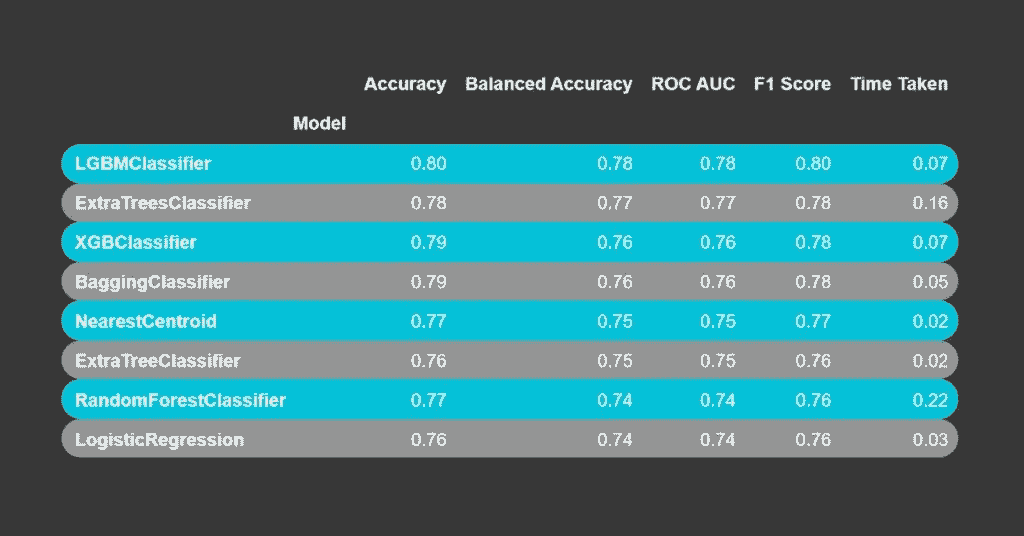 Accuracy Balanced Accuracy ROC AUC F1 Score Time Taken
Model
LGBMClassifier 0.80 0.78 0.78 0.80 0.07
ExtraTreesClassifier 0.78 0.77 0.77 0.78 0.16
XGBClassifier 0.79 0.76 0.76 0.78 0.07
BaggingClassifier 0.79 0.76 0.76 0.78 0.05
NearestCentroid 0.77 0.75 0.75 0.77 0.02
ExtraTreeClassifier 0.76 0.75 0.75 0.76 0.02
RandomForestClassifier 0.77 0.74 0.74 0.76 0.22
LogisticRegression 0.76 0.74 0.74 0.76 0.03